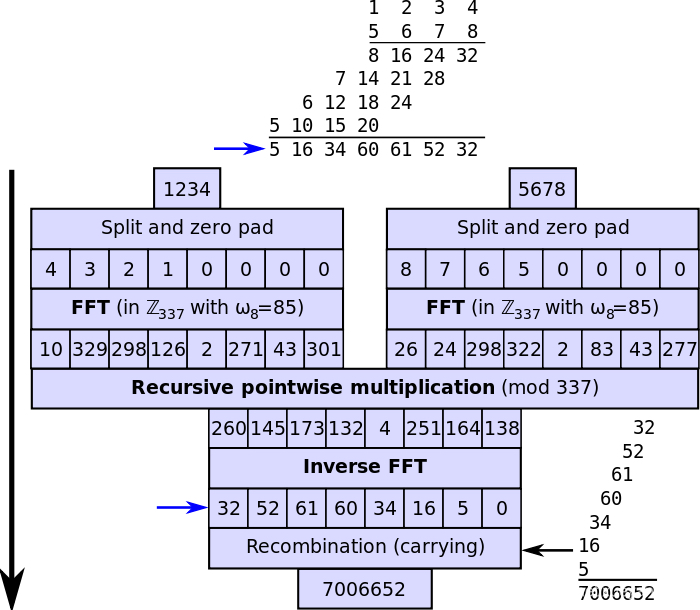 1 2 3 4
5 6 7 8
8 16 24 32
7 14 21 28
6 12 18 24
5 10 15 20
5 16 34 60 61 52 32
1234 5678
Split and zero pad Split and zero pad
4 3 2 1 0 0 0 0 8 7 6 5 0 0 0 0
FFT (in ℤ₃₃₇ with ω₈=85) FFT (in ℤ₃₃₇ with ω₈=85)
10 329 298 126 2 271 43 301 26 24 298 322 2 83 43 277
Recursive pointwise multiplication (mod 337)
260 145 173 132 4 251 164 138
32
Inverse FFT
52
61
32 52 61 60 34 16 5 0
60
34
Recombination (carrying)
16
5
7006652
7006652